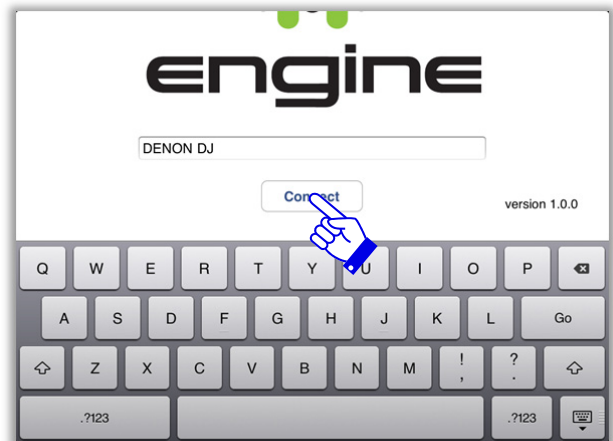 engine
DENON DJ
Connect
version 1.0.0
Q W E R T Y U I O P
A S D F G H J K L Go
Z X C V B N M ! , ? .
.?123 .?123